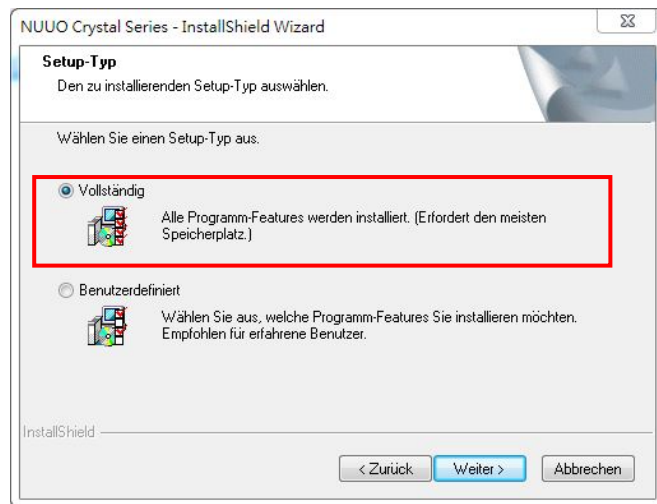 NUUO Crystal Series - InstallShield Wizard
Setup-Typ
Den zu installierenden Setup-Typ auswählen.
Wählen Sie einen Setup-Typ aus.
Vollständig
Alle Programm-Features werden installiert. (Erfordert den meisten
Speicherplatz.)
Benutzerdefiniert
Wählen Sie aus, welche Programm-Features Sie installieren möchten.
Empfohlen für erfahrene Benutzer.
InstallShield
< Zurück Weiter > Abbrechen